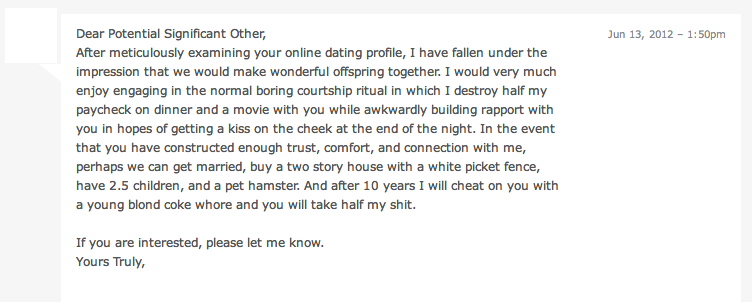 Dear Potential Significant Other,
Jun 13, 2012 – 1:50pm
After meticulously examining your online dating profile, I have fallen under the
impression that we would make wonderful offspring together. I would very much
enjoy engaging in the normal boring courtship ritual in which I destroy half my
paycheck on dinner and a movie with you while awkwardly building rapport with
you in hopes of getting a kiss on the cheek at the end of the night. In the event
that you have constructed enough trust, comfort, and connection with me,
perhaps we can get married, buy a two story house with a white picket fence,
have 2.5 children, and a pet hamster. And after 10 years I will cheat on you with
a young blond coke whore and you will take half my shit.
If you are interested, please let me know.
Yours Truly,